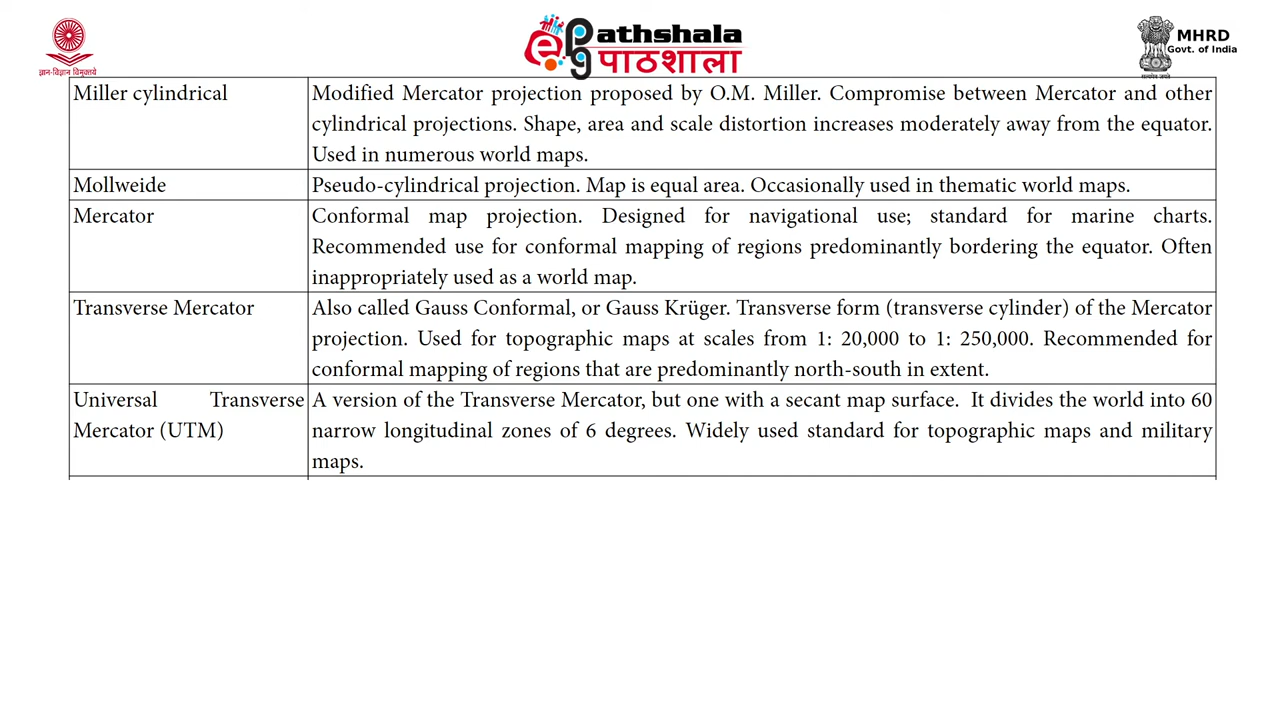 ज्ञान-विज्ञान विमुक्तये
epg Pathshala
पाठशाला
MHRD
Govt. of India
सत्यमेव जयते
Miller cylindrical
Modified Mercator projection proposed by O.M. Miller. Compromise between Mercator and other
cylindrical projections. Shape, area and scale distortion increases moderately away from the equator.
Used in numerous world maps.
Mollweide
Pseudo-cylindrical projection. Map is equal area. Occasionally used in thematic world maps.
Mercator
Conformal map projection. Designed for navigational use; standard for marine charts.
Recommended use for conformal mapping of regions predominantly bordering the equator. Often
inappropriately used as a world map.
Transverse Mercator
Also called Gauss Conformal, or Gauss Krüger. Transverse form (transverse cylinder) of the Mercator
projection. Used for topographic maps at scales from 1: 20,000 to 1: 250,000. Recommended for
conformal mapping of regions that are predominantly north-south in extent.
Universal Transverse
Mercator (UTM)
A version of the Transverse Mercator, but one with a secant map surface. It divides the world into 60
narrow longitudinal zones of 6 degrees. Widely used standard for topographic maps and military
maps.